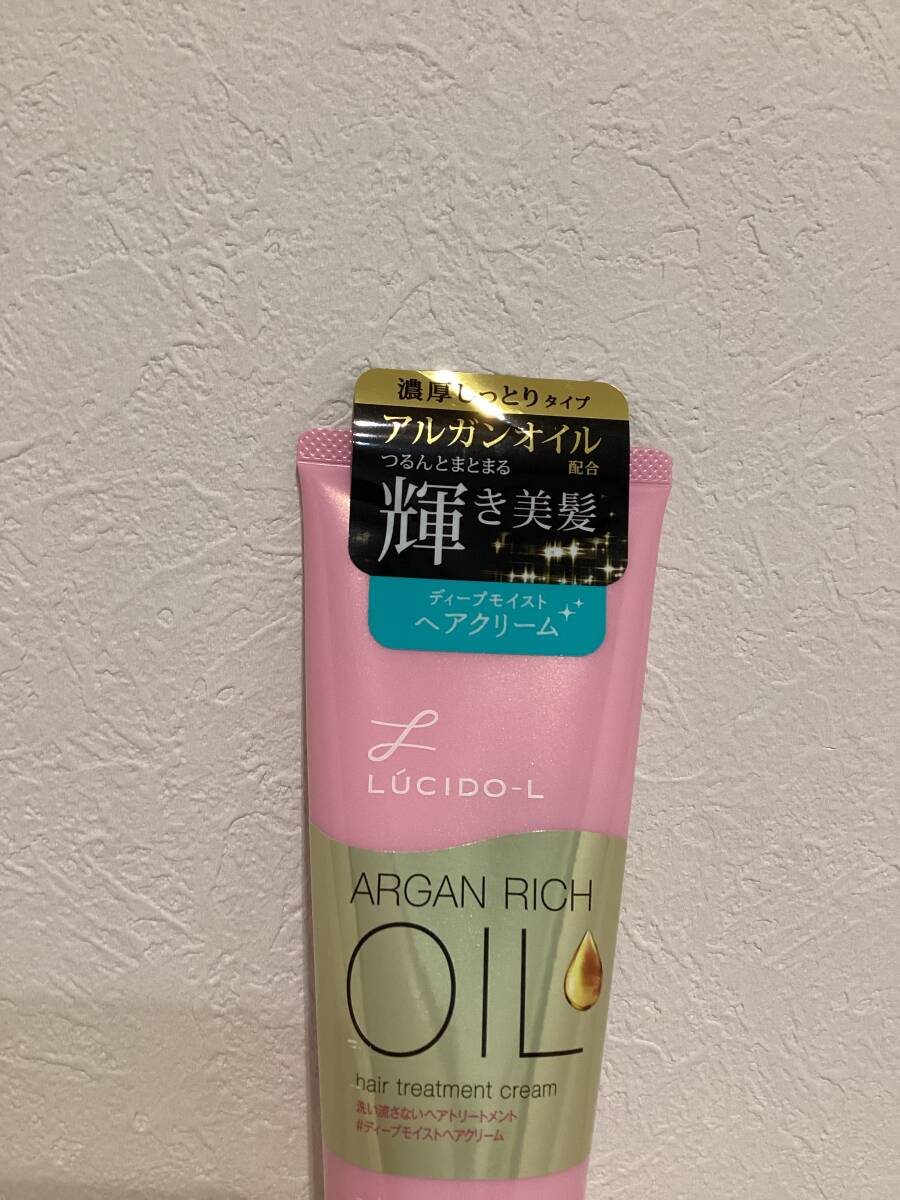 濃厚しっとりタイプ
アルガンオイル
つるんとまとまる 配合
輝き美髪
ディープモイスト
ヘアクリーム
LÚCIDO-L
ARGAN RICH
OIL
hair treatment cream
洗い流さないヘアトリートメント
#ディープモイストヘアクリーム